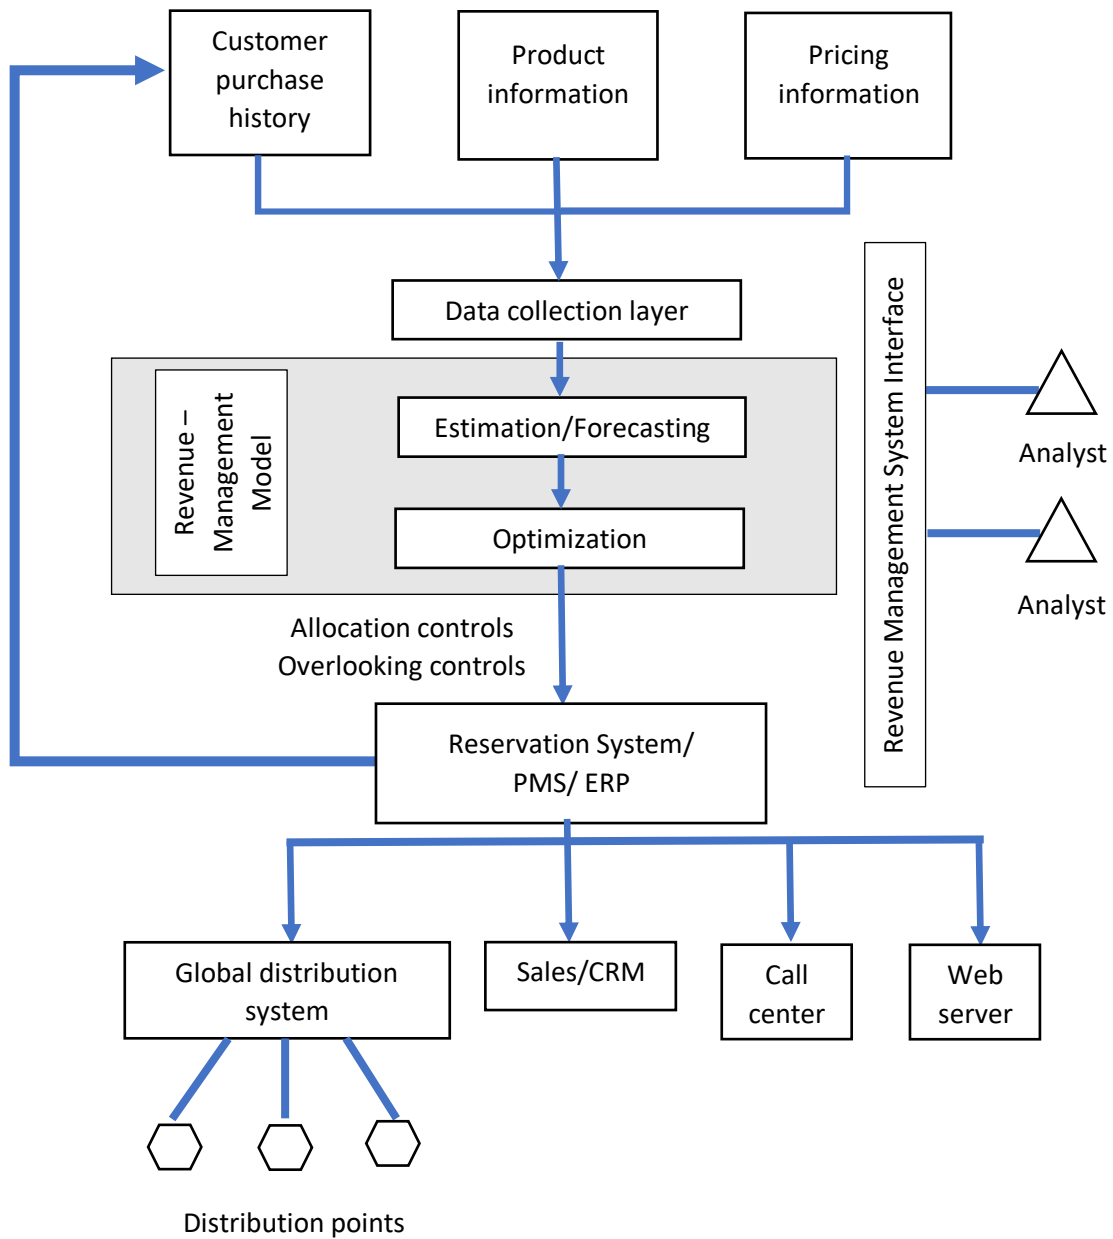 Customer
purchase
history
Product
information
Pricing
information
Data collection layer
Revenue –
Management
Model
Estimation/Forecasting
Optimization
Revenue Management System Interface
Analyst
Analyst
Allocation controls
Overlooking controls
Reservation System/
PMS/ ERP
Global distribution
system
Sales/CRM
Call
center
Web
server
Distribution points